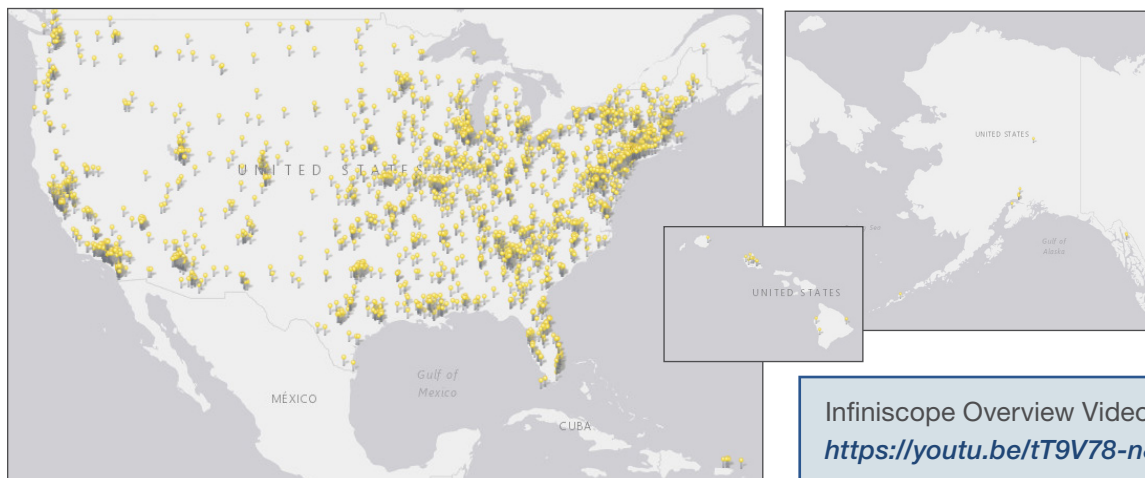 UNITED STATES
Gulf of
Mexico
MÉXICO
CUBA
UNITED STATES
UNITED STATES
Gulf of
Alaska
Infiniscope Overview Video
https://youtu.be/tT9V78-n